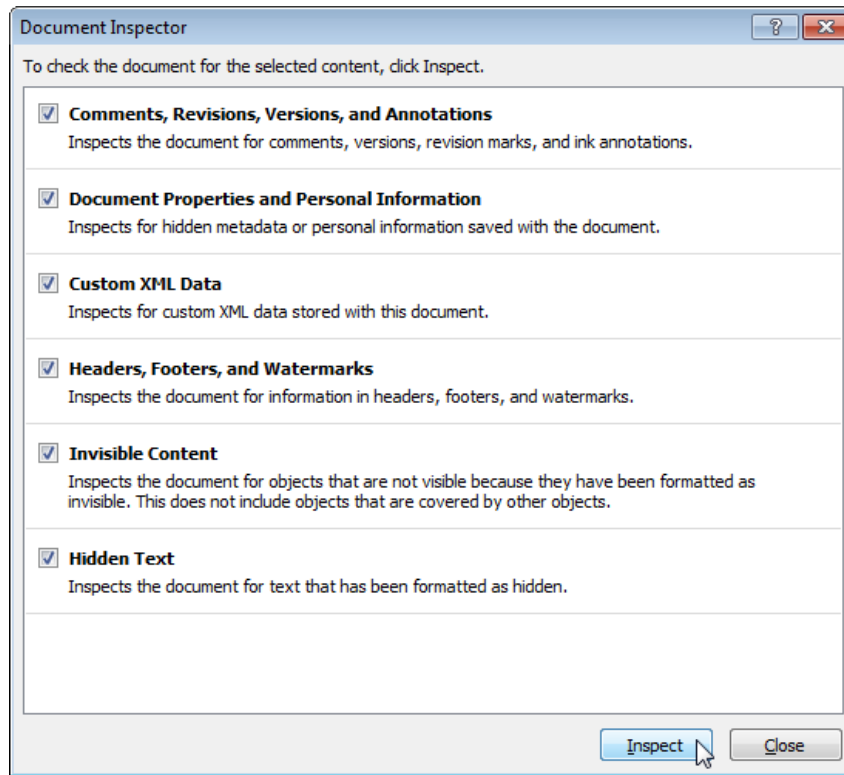 Document Inspector
To check the document for the selected content, click Inspect.
Comments, Revisions, Versions, and Annotations
Inspects the document for comments, versions, revision marks, and ink annotations.
Document Properties and Personal Information
Inspects for hidden metadata or personal information saved with the document.
Custom XML Data
Inspects for custom XML data stored with this document.
Headers, Footers, and Watermarks
Inspects the document for information in headers, footers, and watermarks.
Invisible Content
Inspects the document for objects that are not visible because they have been formatted as
invisible. This does not include objects that are covered by other objects.
Hidden Text
Inspects the document for text that has been formatted as hidden.
Inspect
Close